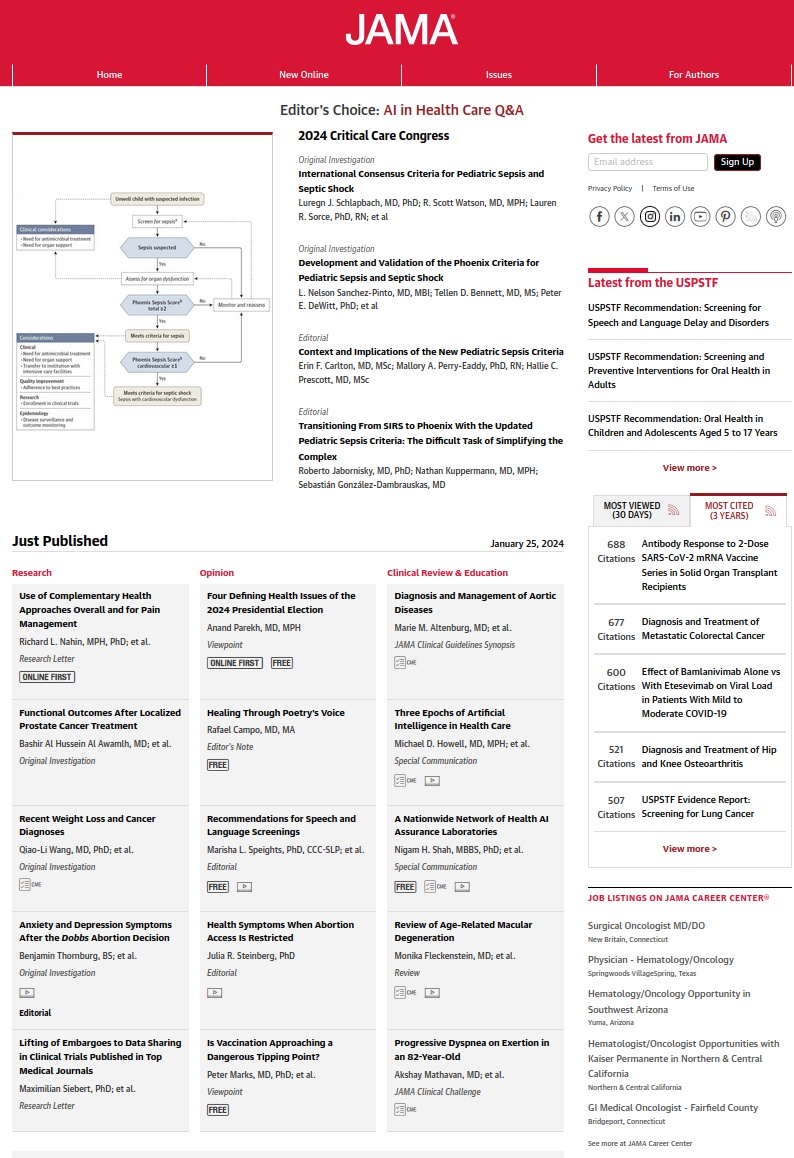 JAMA®
Home
New Online
Issues
For Authors
Editor's Choice: AI in Health Care Q&A
Unwell child with suspected infection
Screen for sepsisᵃ
Clinical considerations
• Need for antimicrobial treatment
• Need for organ support
Sepsis suspected
No
Yes
Assess for organ dysfunction
Phoenix Sepsis Scoreᵇ
total ≥2
No
Monitor and reassess
Yes
Considerations
Clinical
• Need for antimicrobial treatment
• Need for organ support
• Transfer to institution with
intensive care facilities
Quality improvement
• Adherence to best practices
Research
• Enrollment in clinical trials
Epidemiology
• Disease surveillance and
outcome monitoring
Meets criteria for sepsis
Phoenix Sepsis Scoreᵇ
cardiovascular ≥1
No
Yes
Meets criteria for septic shock
Sepsis with cardiovascular dysfunction
2024 Critical Care Congress
Original Investigation
International Consensus Criteria for Pediatric Sepsis and
Septic Shock
Luregn J. Schlapbach, MD, PhD; R. Scott Watson, MD, MPH; Lauren
R. Sorce, PhD, RN; et al
Original Investigation
Development and Validation of the Phoenix Criteria for
Pediatric Sepsis and Septic Shock
L. Nelson Sanchez-Pinto, MD, MBI; Tellen D. Bennett, MD, MS; Peter
E. DeWitt, PhD; et al
Editorial
Context and Implications of the New Pediatric Sepsis Criteria
Erin F. Carlton, MD, MSc; Mallory A. Perry-Eaddy, PhD, RN; Hallie C.
Prescott, MD, MSc
Editorial
Transitioning From SIRS to Phoenix With the Updated
Pediatric Sepsis Criteria: The Difficult Task of Simplifying the
Complex
Roberto Jabornisky, MD, PhD; Nathan Kuppermann, MD, MPH;
Sebastián González-Dambrauskas, MD
Get the latest from JAMA
Email address
Sign Up
Privacy Policy | Terms of Use
Latest from the USPSTF
USPSTF Recommendation: Screening for
Speech and Language Delay and Disorders
USPSTF Recommendation: Screening and
Preventive Interventions for Oral Health in
Adults
USPSTF Recommendation: Oral Health in
Children and Adolescents Aged 5 to 17 Years
View more >
MOST VIEWED
(30 DAYS)
MOST CITED
(3 YEARS)
688
Citations
Antibody Response to 2-Dose
SARS-CoV-2 mRNA Vaccine
Series in Solid Organ Transplant
Recipients
677
Citations
Diagnosis and Treatment of
Metastatic Colorectal Cancer
600
Citations
Effect of Bamlanivimab Alone vs
With Etesevimab on Viral Load
in Patients With Mild to
Moderate COVID-19
521
Citations
Diagnosis and Treatment of Hip
and Knee Osteoarthritis
507
Citations
USPSTF Evidence Report:
Screening for Lung Cancer
View more >
JOB LISTINGS ON JAMA CAREER CENTER®
Surgical Oncologist MD/DO
New Britain, Connecticut
Physician - Hematology/Oncology
Springwoods VillageSpring, Texas
Hematology/Oncology Opportunity in
Southwest Arizona
Yuma, Arizona
Hematologist/Oncologist Opportunities with
Kaiser Permanente in Northern & Central
California
Northern & Central California
GI Medical Oncologist - Fairfield County
Bridgeport, Connecticut
See more at JAMA Career Center
Just Published
January 25, 2024
Research
Use of Complementary Health
Approaches Overall and for Pain
Management
Richard L. Nahin, MPH, PhD; et al.
Research Letter
ONLINE FIRST
Functional Outcomes After Localized
Prostate Cancer Treatment
Bashir Al Hussein Al Awamlh, MD; et al.
Original Investigation
Recent Weight Loss and Cancer
Diagnoses
Qiao-Li Wang, MD, PhD; et al.
Original Investigation
CME
Anxiety and Depression Symptoms
After the Dobbs Abortion Decision
Benjamin Thornburg, BS; et al.
Original Investigation
Editorial
Lifting of Embargoes to Data Sharing
in Clinical Trials Published in Top
Medical Journals
Maximilian Siebert, PhD; et al.
Research Letter
Opinion
Four Defining Health Issues of the
2024 Presidential Election
Anand Parekh, MD, MPH
Viewpoint
ONLINE FIRST FREE
Healing Through Poetry's Voice
Rafael Campo, MD, MA
Editor's Note
FREE
Recommendations for Speech and
Language Screenings
Marisha L. Speights, PhD, CCC-SLP; et al.
Editorial
FREE
Health Symptoms When Abortion
Access Is Restricted
Julia R. Steinberg, PhD
Editorial
Is Vaccination Approaching a
Dangerous Tipping Point?
Peter Marks, MD, PhD; et al.
Viewpoint
FREE
Clinical Review & Education
Diagnosis and Management of Aortic
Diseases
Marie M. Altenburg, MD; et al.
JAMA Clinical Guidelines Synopsis
CME
Three Epochs of Artificial
Intelligence in Health Care
Michael D. Howell, MD, MPH; et al.
Special Communication
CME
A Nationwide Network of Health AI
Assurance Laboratories
Nigam H. Shah, MBBS, PhD; et al.
Special Communication
FREE CME
Review of Age-Related Macular
Degeneration
Monika Fleckenstein, MD; et al.
Review
CME
Progressive Dyspnea on Exertion in
an 82-Year-Old
Akshay Mathavan, MD; et al.
JAMA Clinical Challenge
CME